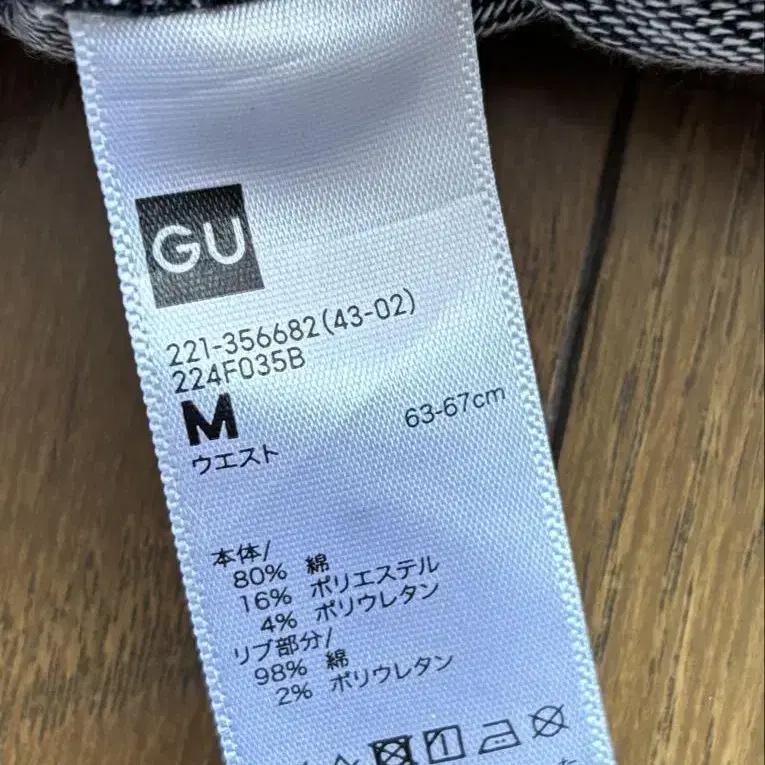 GU
221-356682(43-02)
224F035B
M
ウエスト 63-67cm
本体/
80% 綿
16% ポリエステル
4% ポリウレタン
リブ部分/
98% 綿
2% ポリウレタン